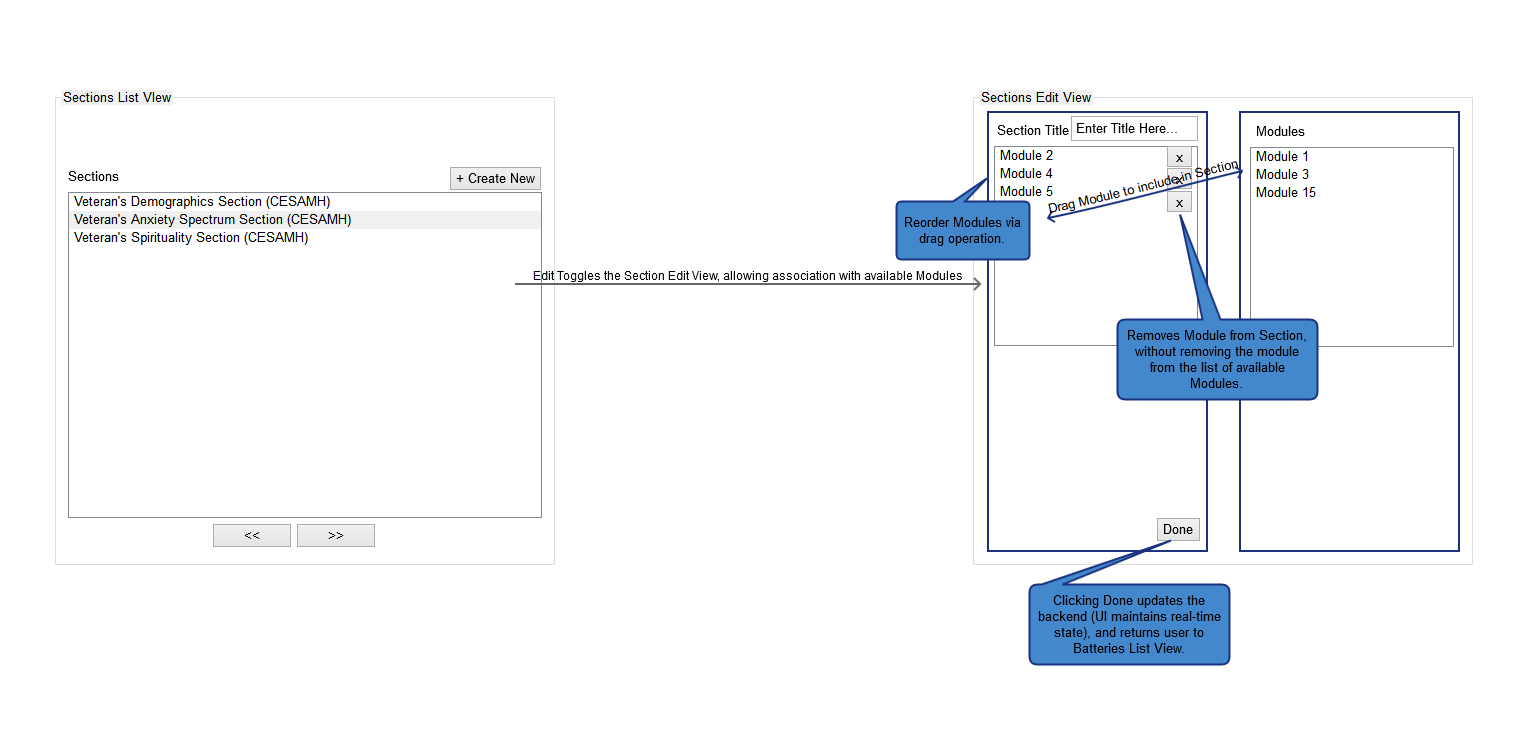 Sections List VIew
Sections
+ Create New
Veteran's Demographics Section (CESAMH)
Veteran's Anxiety Spectrum Section (CESAMH)
Veteran's Spirituality Section (CESAMH)
<<
>>
Edit Toggles the Section Edit View, allowing association with available Modules
Sections Edit View
Section Title
Enter Title Here...
Module 2
x
Module 4
x
Module 5
x
Drag Module to include in Section
Reorder Modules via
drag operation.
Modules
Module 1
Module 3
Module 15
Removes Module from Section,
without removing the module
from the list of available
Modules.
Done
Clicking Done updates the
backend (UI maintains real-time
state), and returns user to
Batteries List View.